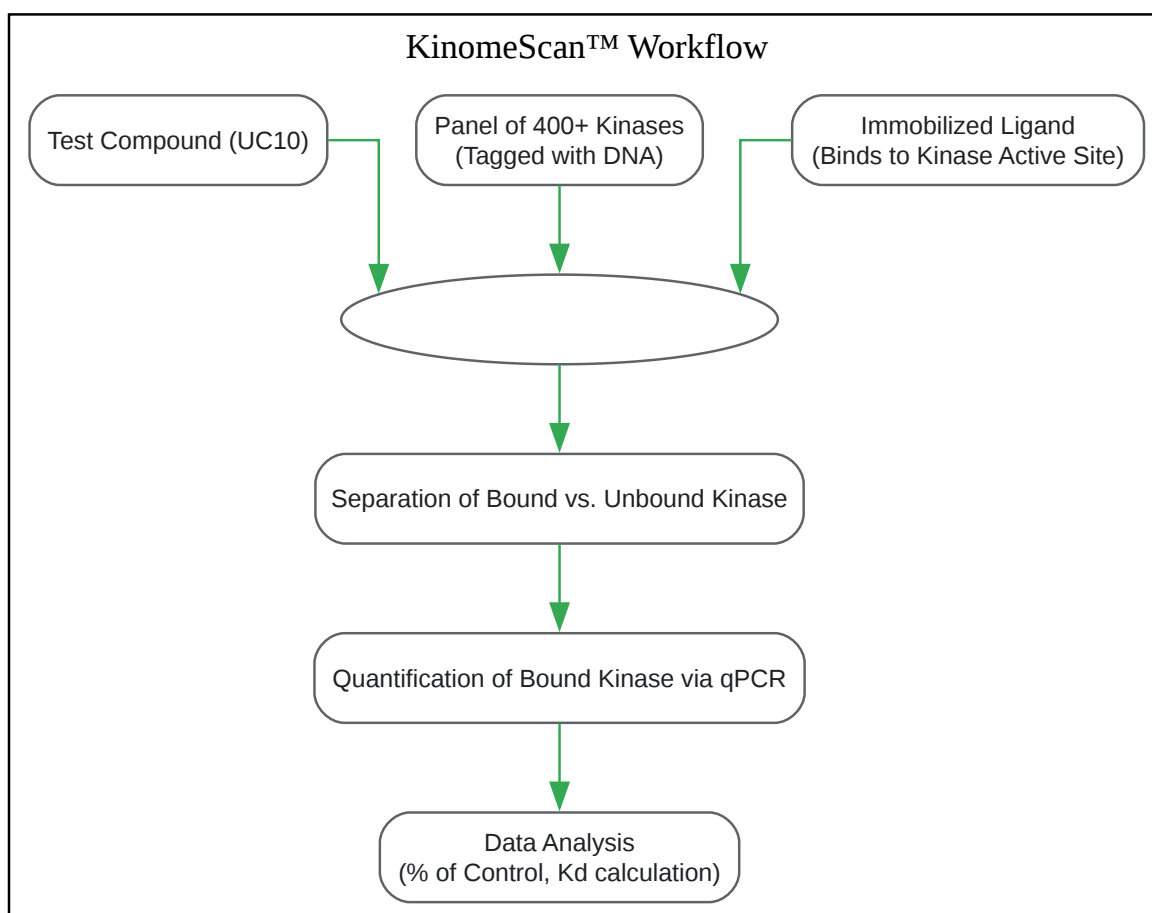 KinomeScan™ Workflow
Test Compound (UC10)
Panel of 400+ Kinases
(Tagged with DNA)
Immobilized Ligand
(Binds to Kinase Active Site)
Separation of Bound vs. Unbound Kinase
Quantification of Bound Kinase via qPCR
Data Analysis
(% of Control, Kd calculation)